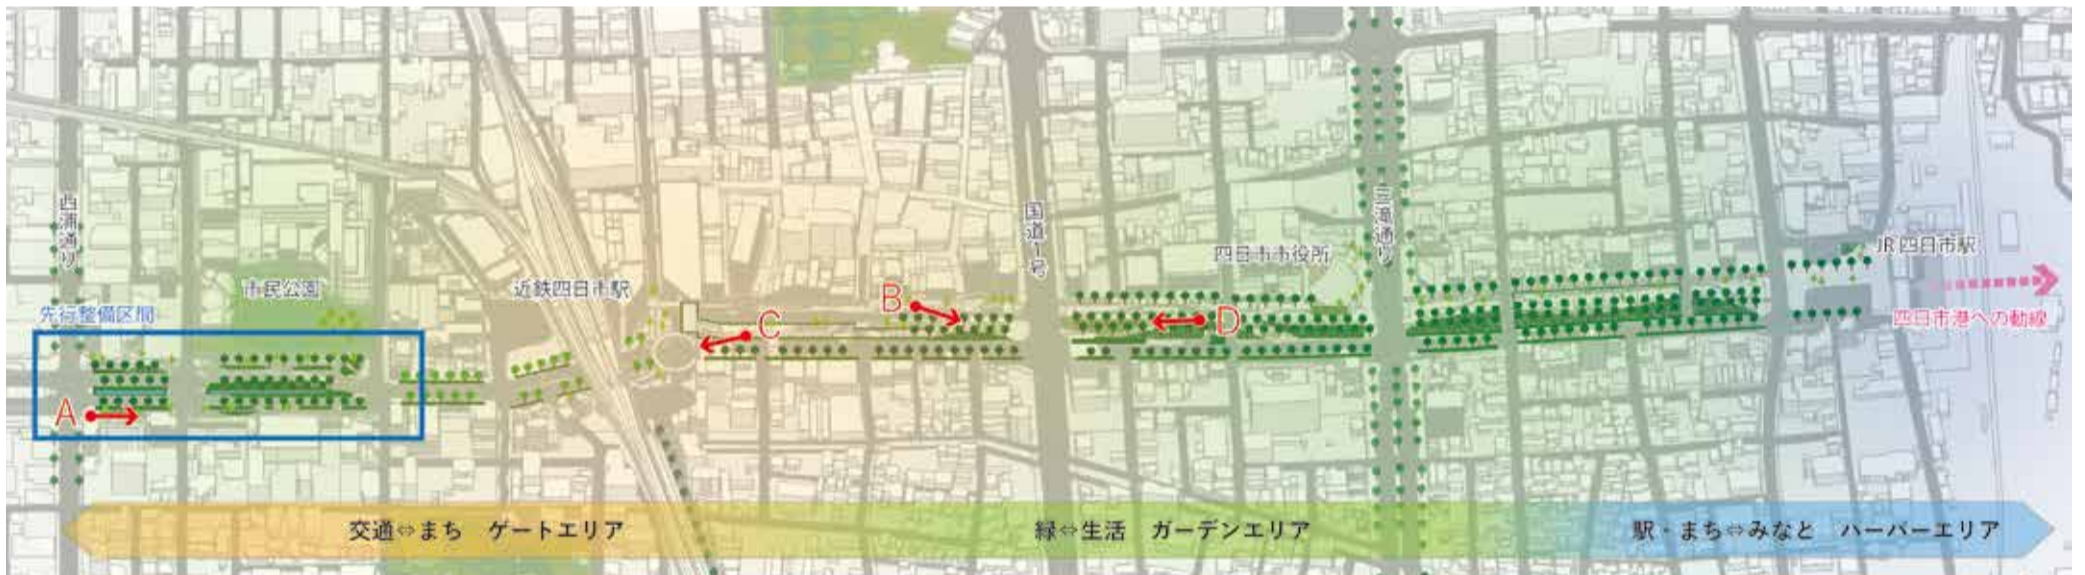 西浦通り
国道1号
三滝通り
四日市市役所
JR四日市駅
市民公園
近鉄四日市駅
先行整備区間
四日市港への動線
A
B
C
D
交通⇔まち ゲートエリア
緑⇔生活 ガーデンエリア
駅・まち⇔みなと ハーバーエリア